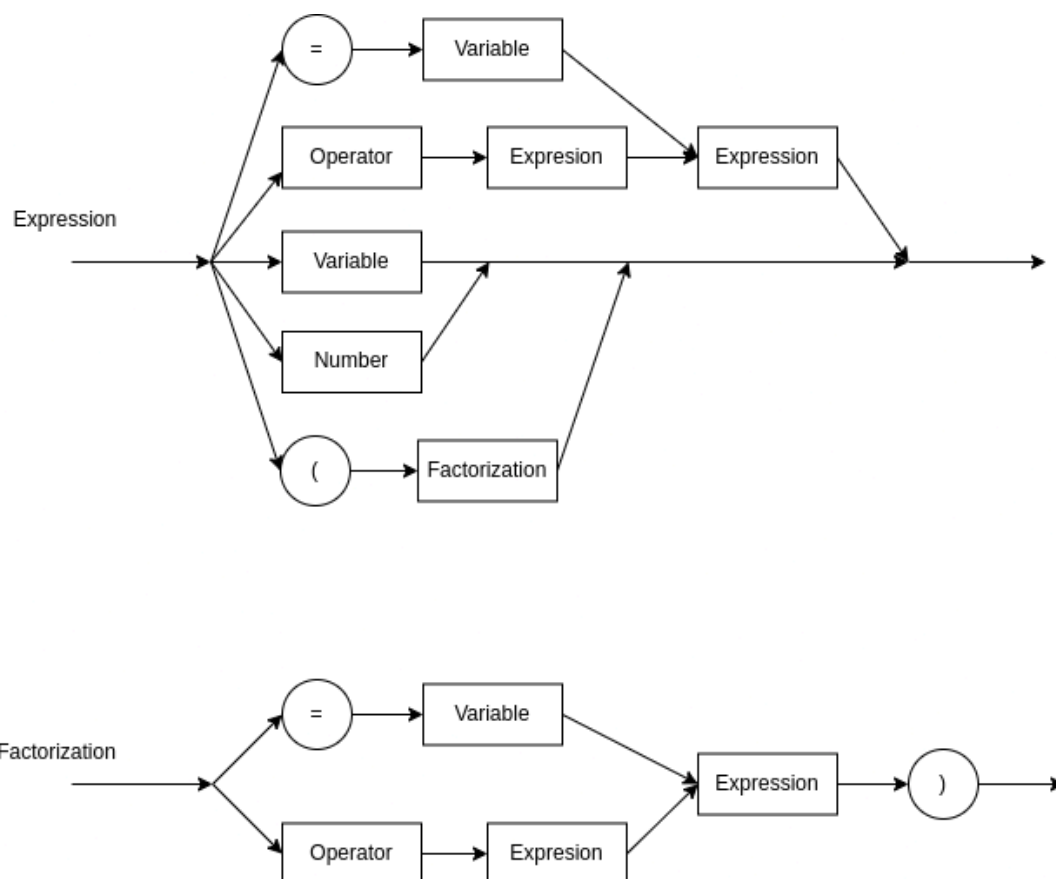 =
Variable
Operator
Expresion
Expression
Expression
Variable
Number
(
Factorization
=
Variable
Factorization
Expression
)
Operator
Expresion